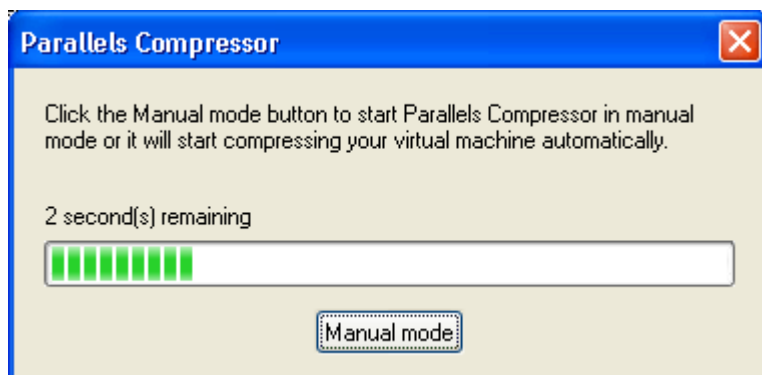 Parallels Compressor
Click the Manual mode button to start Parallels Compressor in manual
mode or it will start compressing your virtual machine automatically.
2 second(s) remaining
Manual mode